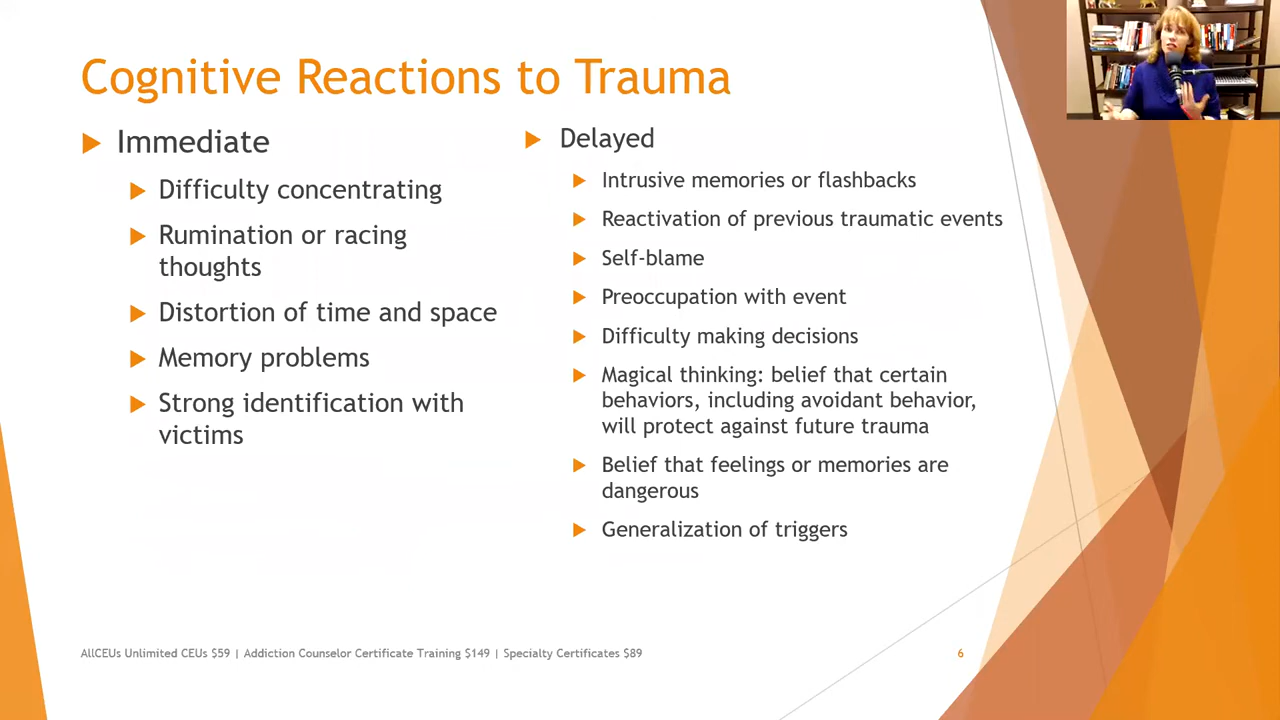 Cognitive Reactions to Trauma
Immediate
Difficulty concentrating
Rumination or racing
thoughts
Distortion of time and space
Memory problems
Strong identification with
victims
Delayed
Intrusive memories or flashbacks
Reactivation of previous traumatic events
Self-blame
Preoccupation with event
Difficulty making decisions
Magical thinking: belief that certain
behaviors, including avoidant behavior,
will protect against future trauma
Belief that feelings or memories are
dangerous
Generalization of triggers
AllCEUs Unlimited CEUs $59 | Addiction Counselor Certificate Training $149 | Specialty Certificates $89
6